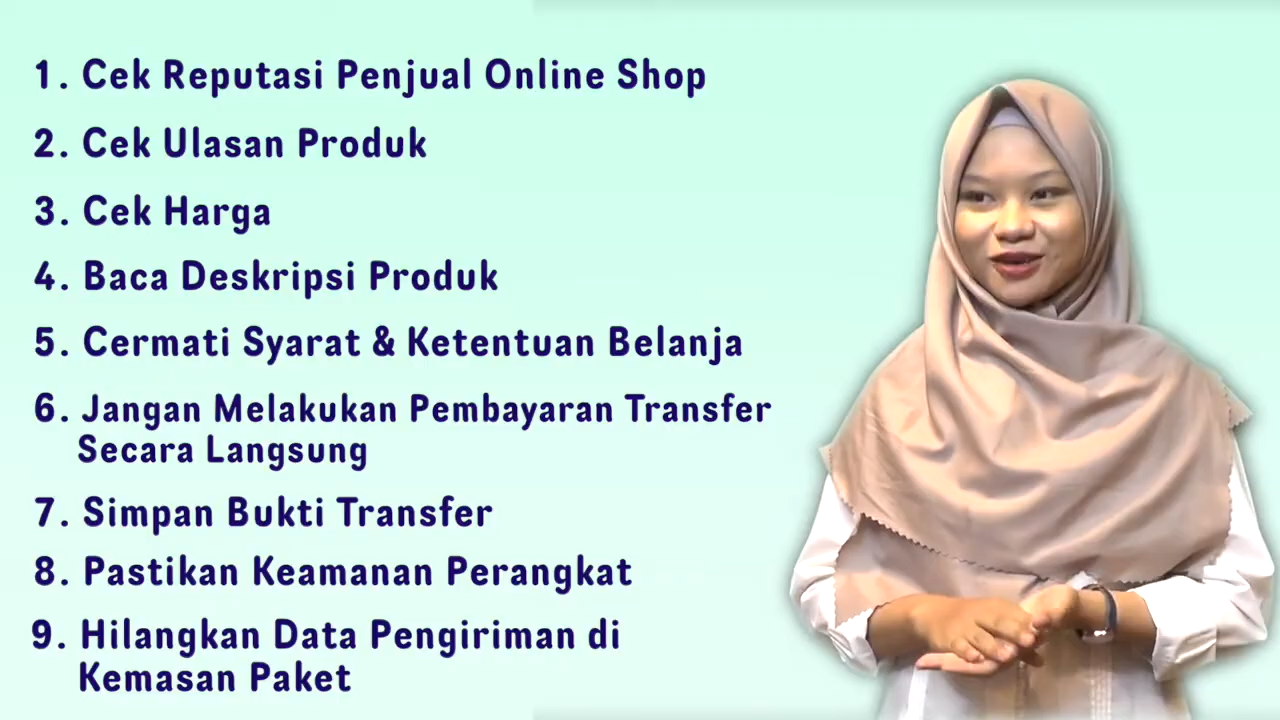 1. Cek Reputasi Penjual Online Shop
2. Cek Ulasan Produk
3. Cek Harga
4. Baca Deskripsi Produk
5. Cermati Syarat & Ketentuan Belanja
6. Jangan Melakukan Pembayaran Transfer
Secara Langsung
7. Simpan Bukti Transfer
8. Pastikan Keamanan Perangkat
9. Hilangkan Data Pengiriman di
Kemasan Paket